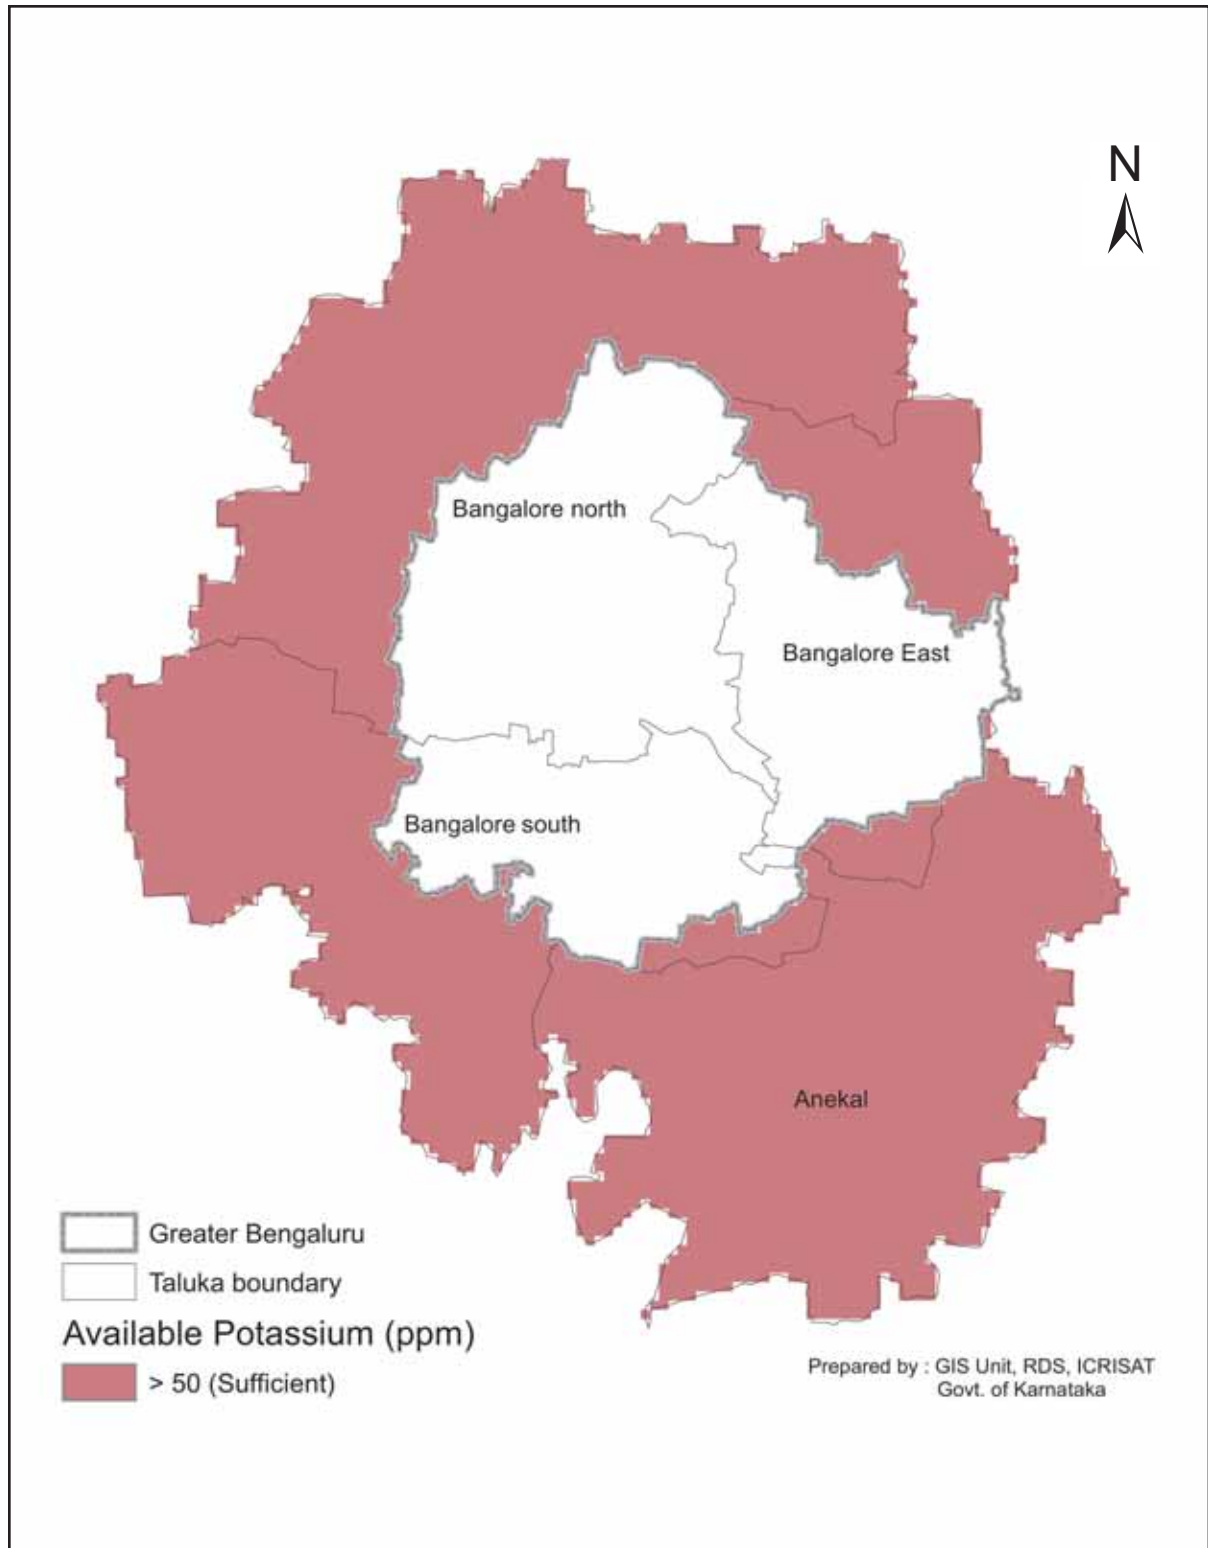 N
Bangalore north
Bangalore East
Bangalore south
Anekal
Greater Bengaluru
Taluka boundary
Available Potassium (ppm)
> 50 (Sufficient)
Prepared by : GIS Unit, RDS, ICRISAT
Govt. of Karnataka